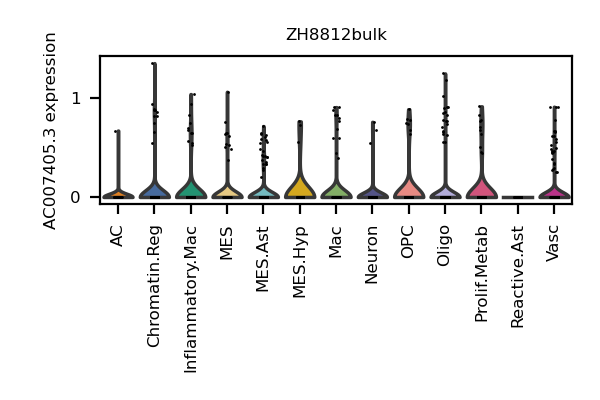 ZH8812bulk
AC007405.3 expression
1
0
AC
Chromatin.Reg
Inflammatory.Mac
MES
MES.Ast
MES.Hyp
Mac
Neuron
OPC
Oligo
Prolif.Metab
Reactive.Ast
Vasc